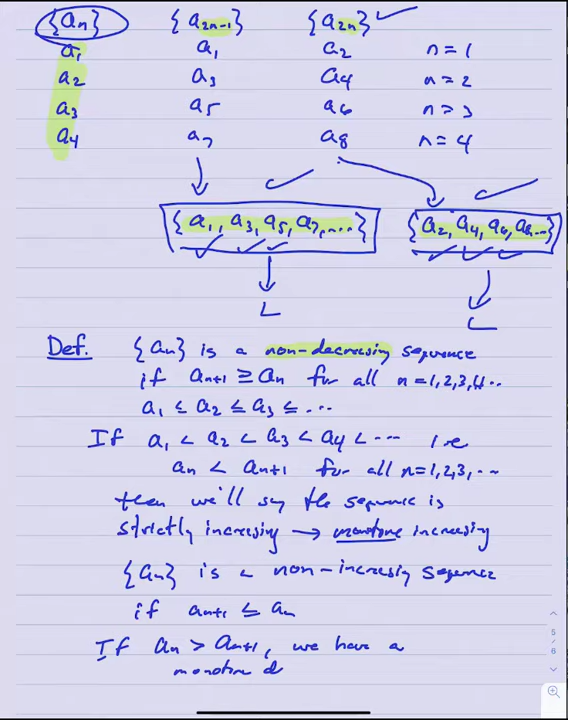 {an} {a2n-1} {a2n} ✓
a1 a1 a2 n=1
a2 a3 a4 n=2
a3 a5 a6 n=3
a4 a7 a8 n=4
{a1, a3, a5, a7, ....} {a2, a4, a6, a8...}
L L
Def. {an} is a non-decreasing sequence
if an+1 ≥ an for all n=1,2,3,4..
a1 ≤ a2 ≤ a3 ≤ ...
If a1 < a2 < a3 < a4 < ... i.e
an < an+1 for all n=1,2,3,...
then we'll say the sequence is
strictly increasing → monotone increasing
{an} is a non-increasing sequence
if an+1 ≤ an
If an > an+1, we have a
monotone d
5
/
6